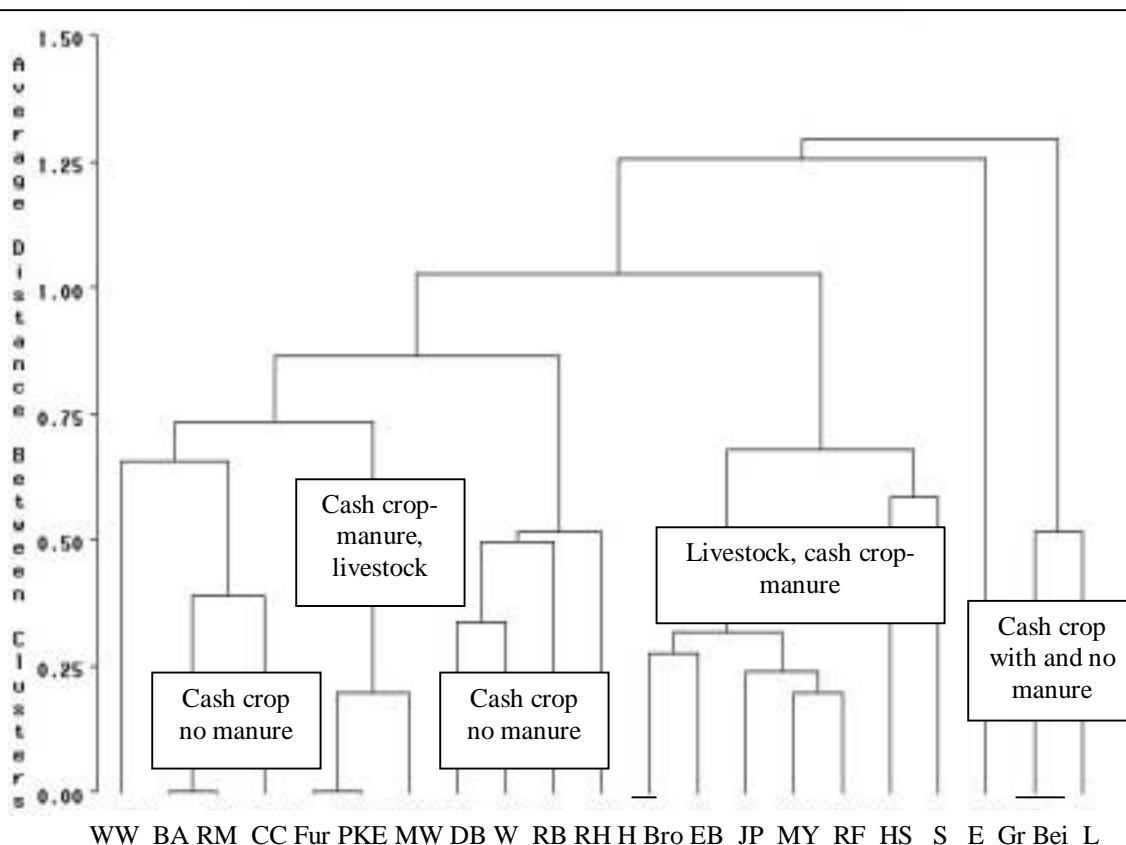 Average Distance Between Clusters
1.50
1.25
1.00
0.75
0.50
0.25
0.00
Cash crop-
manure,
livestock
Livestock, cash crop-
manure
Cash crop
with and no
manure
Cash crop
no manure
Cash crop
no manure
WW BA RM CC Fur PKE MW DB W RB RH H Bro EB JP MY RF HS S E Gr Bei L